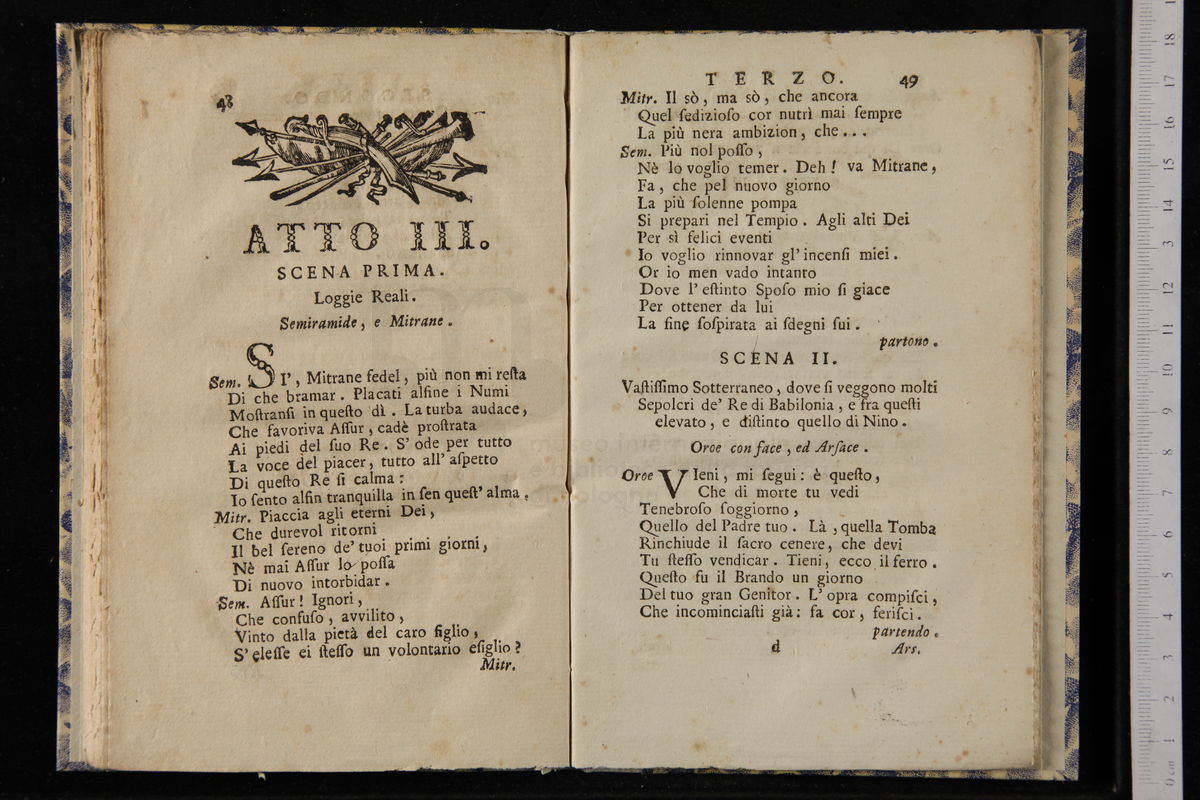 48
ATTO III.
SCENA PRIMA.
Loggie Reali.
Semiramide, e Mitrane.
Sem. SI', Mitrane fedel, più non mi reſta
Di che bramar. Placati alfine i Numi
Moſtranſi in queſto dì. La turba audace,
Che favoriva Aſſur, cadè proſtrata
Ai piedi del ſuo Re. S' ode per tutto
La voce del piacer, tutto all' aſpetto
Di queſto Re ſi calma:
Io ſento alfin tranquilla in ſen queſt' alma.
Mitr. Piaccia agli eterni Dei,
Che durevol ritorni
Il bel ſereno de' tuoi primi giorni,
Nè mai Aſſur lo poſſa
Di nuovo intorbidar.
Sem. Aſſur! Ignori,
Che confuſo, avvilito,
Vinto dalla pietà del caro figlio,
S' eleſſe ei ſteſſo un volontario eſiglio?
Mitr.
TERZO. 49
Mitr. Il sò, ma sò, che ancora
Quel ſedizioſo cor nutrì mai ſempre
La più nera ambizion, che...
Sem. Più nol poſſo,
Nè lo voglio temer. Deh! va Mitrane,
Fa, che pel nuovo giorno
La più ſolenne pompa
Si prepari nel Tempio. Agli alti Dei
Per sì felici eventi
Io voglio rinnovar gl' incenſi miei.
Or io men vado intanto
Dove l' eſtinto Spoſo mio ſi giace
Per ottener da lui
La fine ſoſpirata ai ſdegni ſui.
partono.
SCENA II.
Vaſtiſſimo Sotterraneo, dove ſi veggono molti
Sepolcri de' Re di Babilonia, e fra queſti
elevato, e diſtinto quello di Nino.
Oroe con face, ed Arſace.
Oroe VIeni, mi ſegui: è queſto,
Che di morte tu vedi
Tenebroſo ſoggiorno,
Quello del Padre tuo. Là, quella Tomba
Rinchiude il ſacro cenere, che devi
Tu ſteſſo vendicar. Tieni, ecco il ferro.
Queſto fu il Brando un giorno
Del tuo gran Genitor. L' opra compiſci,
Che incominciaſti già: fa cor, feriſci.
partendo.
d Ars.